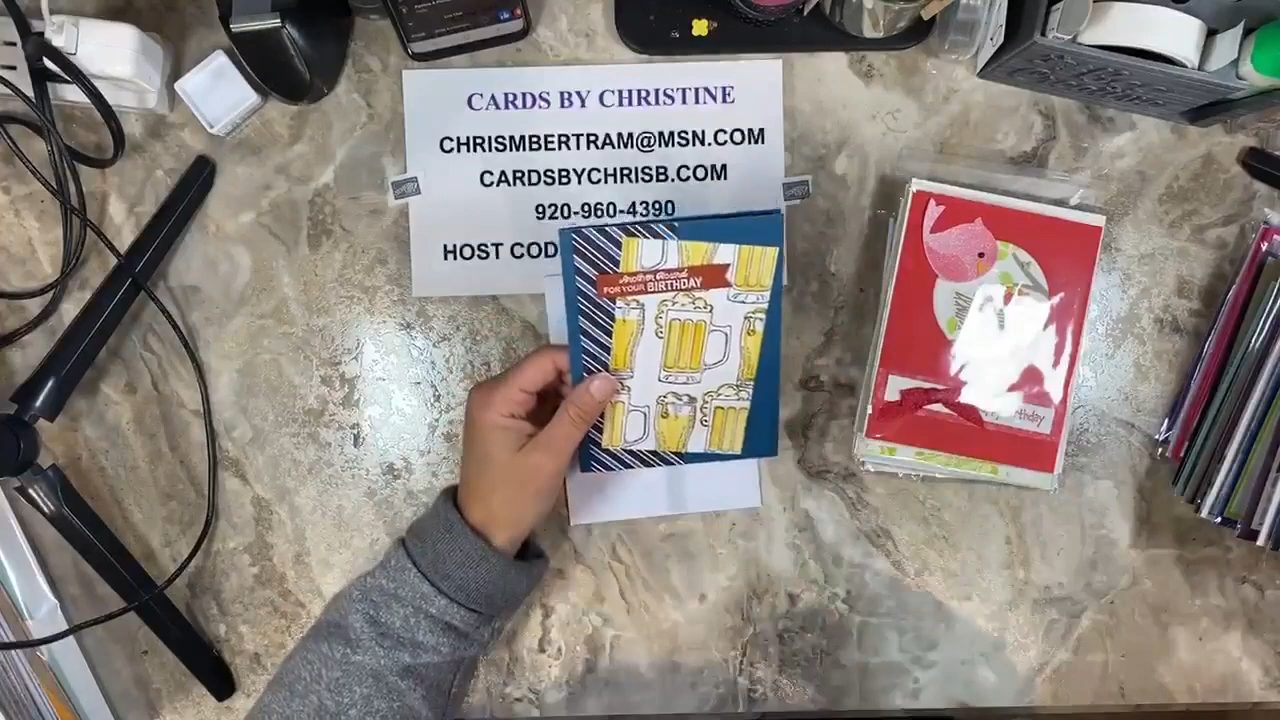 CARDS BY CHRISTINE
CHRISMBERTRAM@MSN.COM
CARDSBYCHRISB.COM
920-960-4390
HOST COD
Another Round
FOR YOUR BIRTHDAY